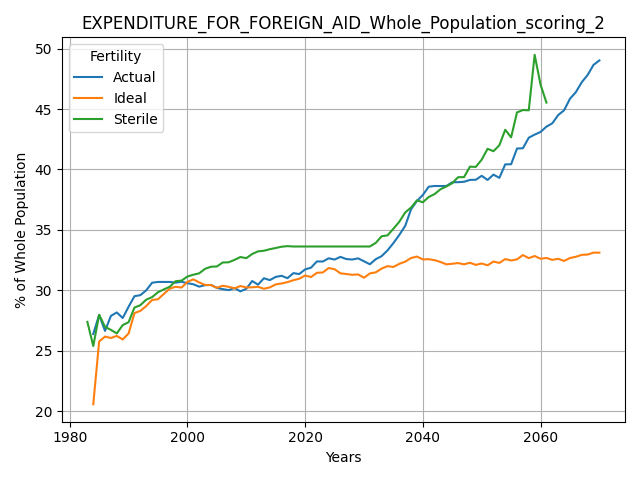 EXPENDITURE_FOR_FOREIGN_AID_Whole_Population_scoring_2
Fertility
Actual
Ideal
Sterile
% of Whole Population
50
45
40
35
30
25
20
1980
2000
2020
2040
2060
Years